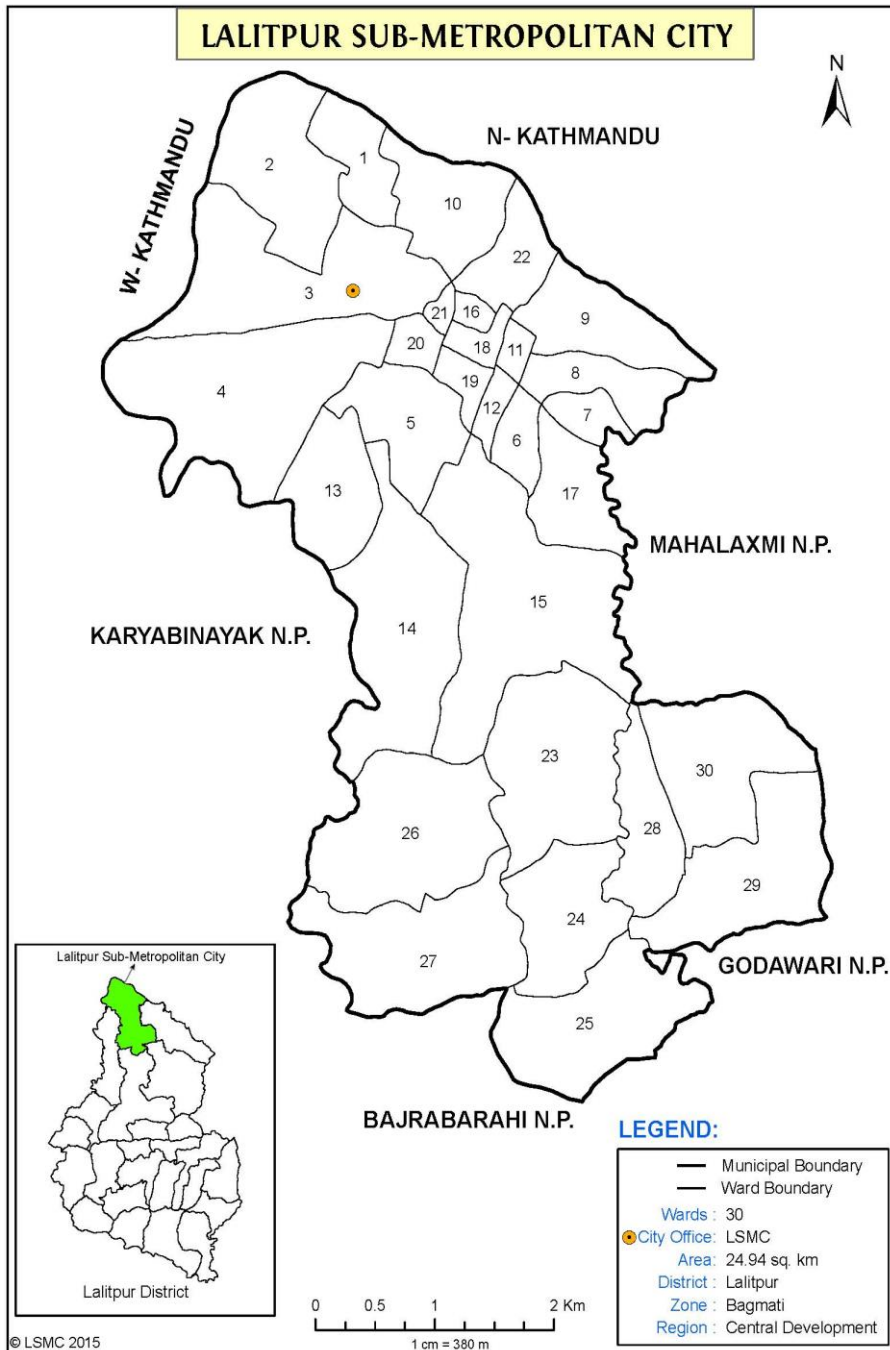 LALITPUR SUB-METROPOLITAN CITY
N
N- KATHMANDU
W- KATHMANDU
2
1
10
22
3
21
16
9
20
18
11
8
4
19
12
7
5
6
13
17
MAHALAXMI N.P.
15
14
KARYABINAYAK N.P.
23
30
26
28
29
24
27
GODAWARI N.P.
25
BAJRABARAHI N.P.
Lalitpur Sub-Metropolitan City
Lalitpur District
LEGEND:
Municipal Boundary
Ward Boundary
Wards : 30
City Office: LSMC
Area: 24.94 sq. km
District : Lalitpur
Zone : Bagmati
Region : Central Development
0 0.5 1 2 Km
1 cm = 380 m
© LSMC 2015